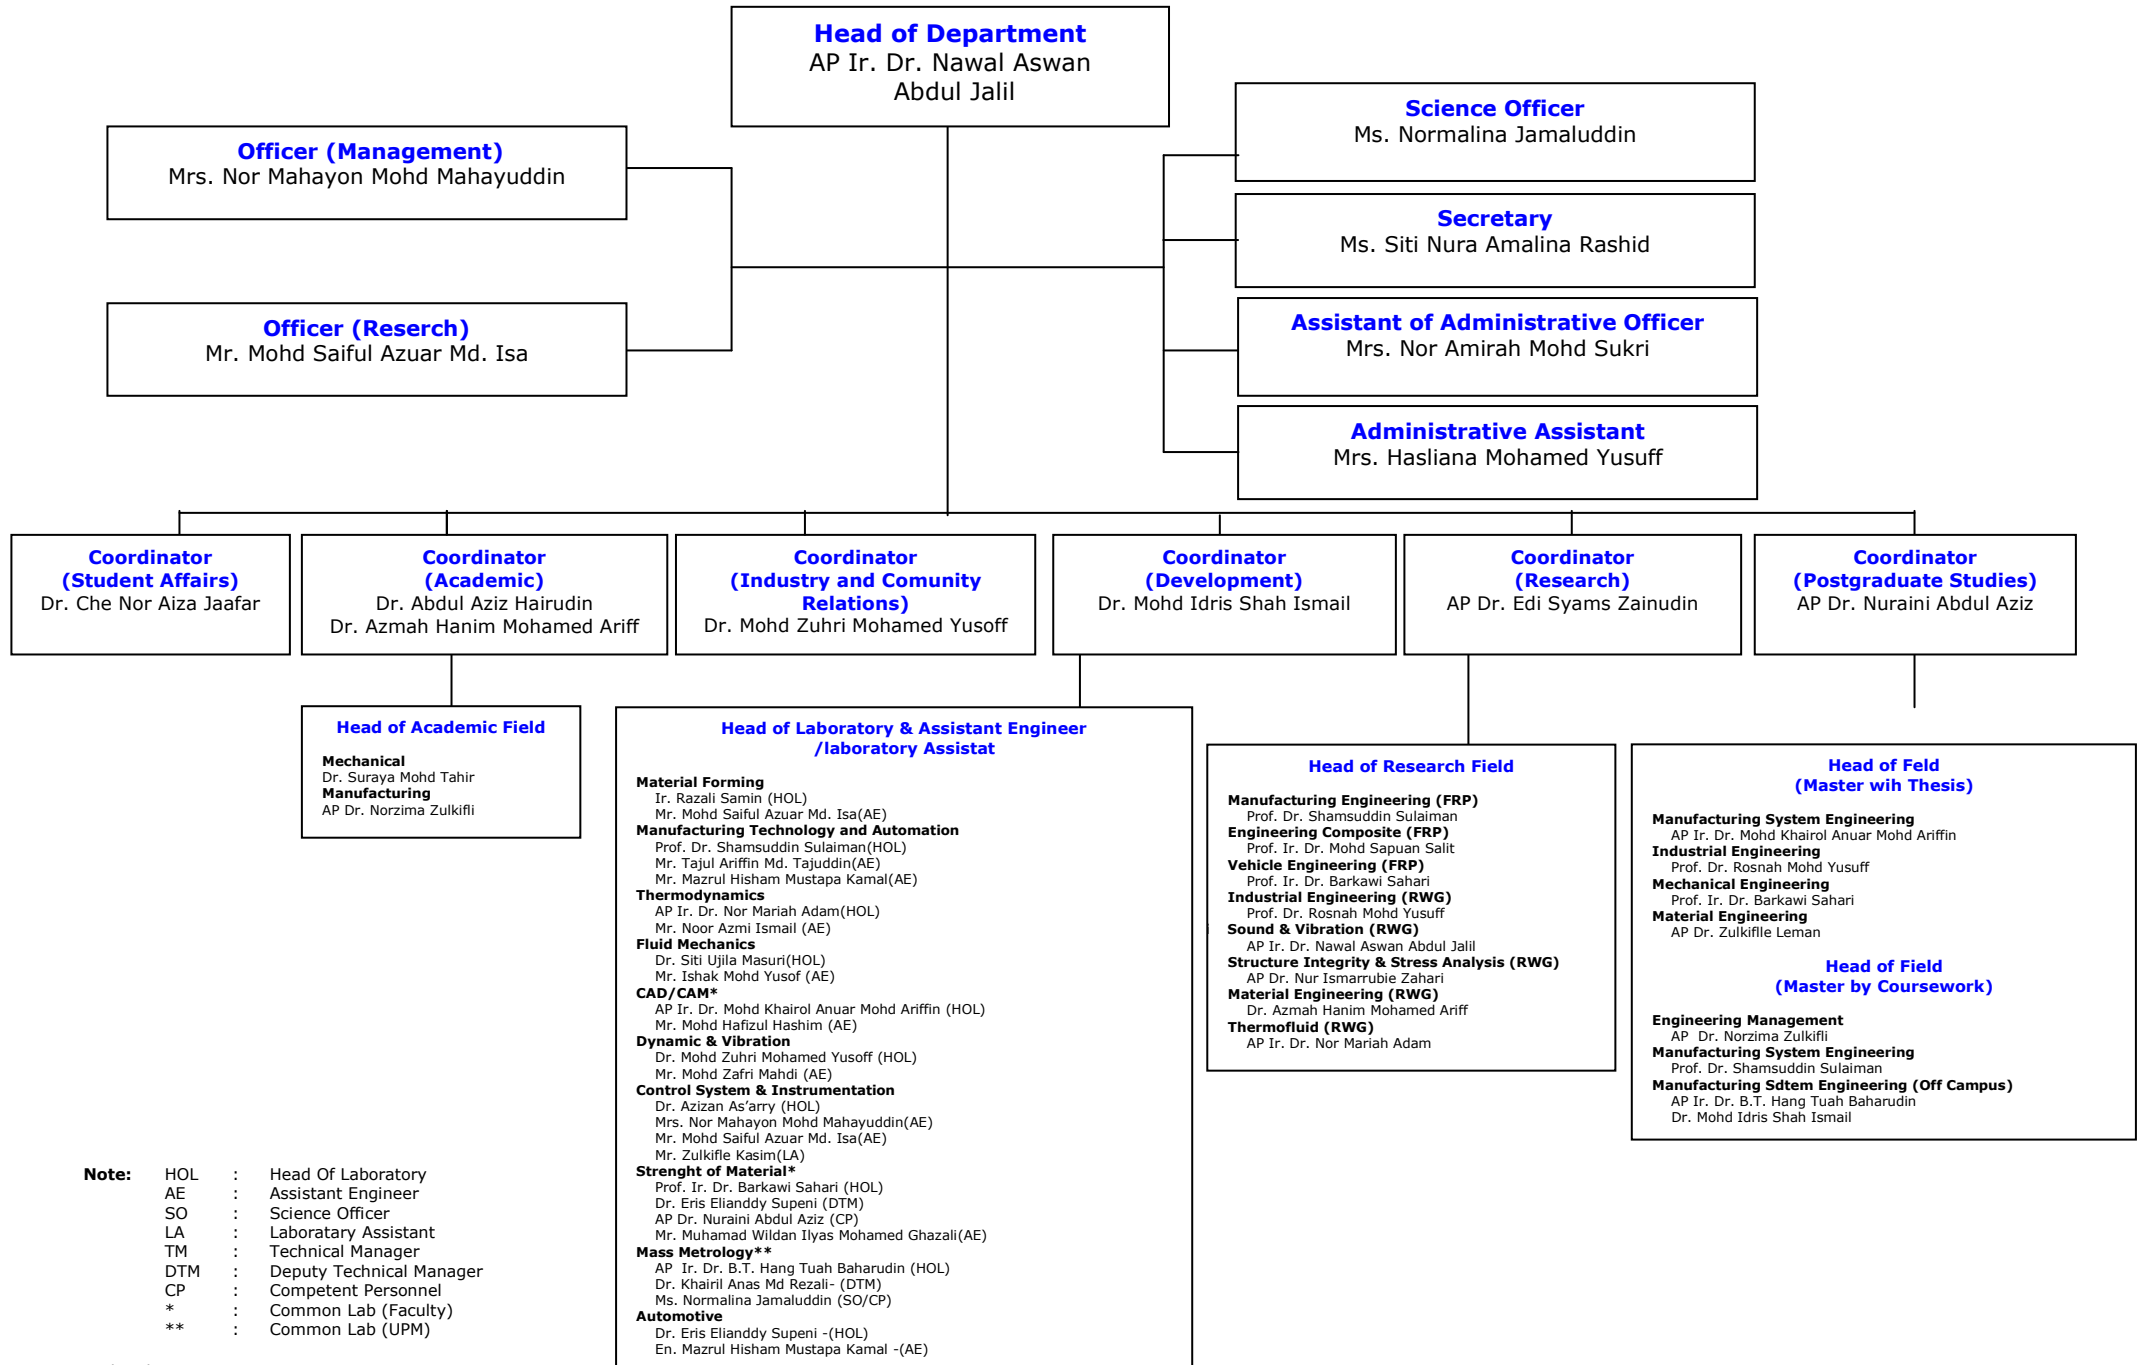 Head of Department
AP Ir. Dr. Nawal Aswan
Abdul Jalil
Officer (Management)
Mrs. Nor Mahayon Mohd Mahayuddin
Officer (Reserch)
Mr. Mohd Saiful Azuar Md. Isa
Science Officer
Ms. Normalina Jamaluddin
Secretary
Ms. Siti Nura Amalina Rashid
Assistant of Administrative Officer
Mrs. Nor Amirah Mohd Sukri
Administrative Assistant
Mrs. Hasliana Mohamed Yusuff
Coordinator
(Student Affairs)
Dr. Che Nor Aiza Jaafar
Coordinator
(Academic)
Dr. Abdul Aziz Hairudin
Dr. Azmah Hanim Mohamed Ariff
Coordinator
(Industry and Comunity
Relations)
Dr. Mohd Zuhri Mohamed Yusoff
Coordinator
(Development)
Dr. Mohd Idris Shah Ismail
Coordinator
(Research)
AP Dr. Edi Syams Zainudin
Coordinator
(Postgraduate Studies)
AP Dr. Nuraini Abdul Aziz
Head of Academic Field
Mechanical
Dr. Suraya Mohd Tahir
Manufacturing
AP Dr. Norzima Zulkifli
Head of Laboratory & Assistant Engineer
/laboratory Assistat
Material Forming
Ir. Razali Samin (HOL)
Mr. Mohd Saiful Azuar Md. Isa(AE)
Manufacturing Technology and Automation
Prof. Dr. Shamsuddin Sulaiman(HOL)
Mr. Tajul Ariffin Md. Tajuddin(AE)
Mr. Mazrul Hisham Mustapa Kamal(AE)
Thermodynamics
AP Ir. Dr. Nor Mariah Adam(HOL)
Mr. Noor Azmi Ismail (AE)
Fluid Mechanics
Dr. Siti Ujila Masuri(HOL)
Mr. Ishak Mohd Yusof (AE)
CAD/CAM*
AP Ir. Dr. Mohd Khairol Anuar Mohd Ariffin (HOL)
Mr. Mohd Hafizul Hashim (AE)
Dynamic & Vibration
Dr. Mohd Zuhri Mohamed Yusoff (HOL)
Mr. Mohd Zafri Mahdi (AE)
Control System & Instrumentation
Dr. Azizan As’arry (HOL)
Mrs. Nor Mahayon Mohd Mahayuddin(AE)
Mr. Mohd Saiful Azuar Md. Isa(AE)
Mr. Zulkifle Kasim(LA)
Strenght of Material*
Prof. Ir. Dr. Barkawi Sahari (HOL)
Dr. Eris Elianddy Supeni (DTM)
AP Dr. Nuraini Abdul Aziz (CP)
Mr. Muhamad Wildan Ilyas Mohamed Ghazali(AE)
Mass Metrology**
AP Ir. Dr. B.T. Hang Tuah Baharudin (HOL)
Dr. Khairil Anas Md Rezali- (DTM)
Ms. Normalina Jamaluddin (SO/CP)
Automotive
Dr. Eris Elianddy Supeni -(HOL)
En. Mazrul Hisham Mustapa Kamal -(AE)
Head of Research Field
Manufacturing Engineering (FRP)
Prof. Dr. Shamsuddin Sulaiman
Engineering Composite (FRP)
Prof. Ir. Dr. Mohd Sapuan Salit
Vehicle Engineering (FRP)
Prof. Ir. Dr. Barkawi Sahari
Industrial Engineering (RWG)
Prof. Dr. Rosnah Mohd Yusuff
Sound & Vibration (RWG)
AP Ir. Dr. Nawal Aswan Abdul Jalil
Structure Integrity & Stress Analysis (RWG)
AP Dr. Nur Ismarrubie Zahari
Material Engineering (RWG)
Dr. Azmah Hanim Mohamed Ariff
Thermofluid (RWG)
AP Ir. Dr. Nor Mariah Adam
Head of Feld
(Master wih Thesis)
Manufacturing System Engineering
AP Ir. Dr. Mohd Khairol Anuar Mohd Ariffin
Industrial Engineering
Prof. Dr. Rosnah Mohd Yusuff
Mechanical Engineering
Prof. Ir. Dr. Barkawi Sahari
Material Engineering
AP Dr. Zulkiflle Leman
Head of Field
(Master by Coursework)
Engineering Management
AP Dr. Norzima Zulkifli
Manufacturing System Engineering
Prof. Dr. Shamsuddin Sulaiman
Manufacturing Sdtem Engineering (Off Campus)
AP Ir. Dr. B.T. Hang Tuah Baharudin
Dr. Mohd Idris Shah Ismail
Note: HOL : Head Of Laboratory
AE : Assistant Engineer
SO : Science Officer
LA : Laboratary Assistant
TM : Technical Manager
DTM : Deputy Technical Manager
CP : Competent Personnel
* : Common Lab (Faculty)
** : Common Lab (UPM)